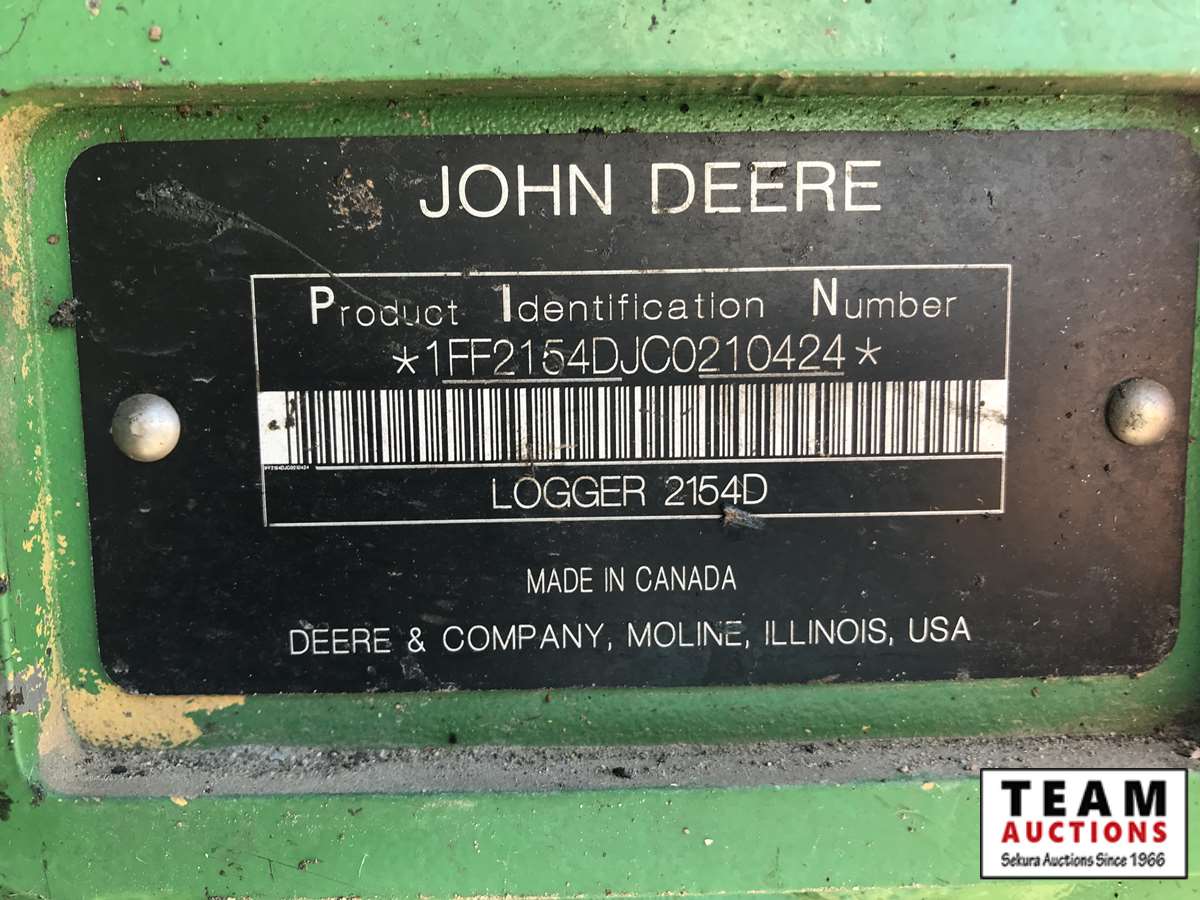 JOHN DEERE
Product Identification Number
*1FF2154DJC0210424*
1FF2154DJC0210424
LOGGER 2154D
MADE IN CANADA
DEERE & COMPANY, MOLINE, ILLINOIS, USA
TEAM
AUCTIONS
Sekura Auctions Since 1966